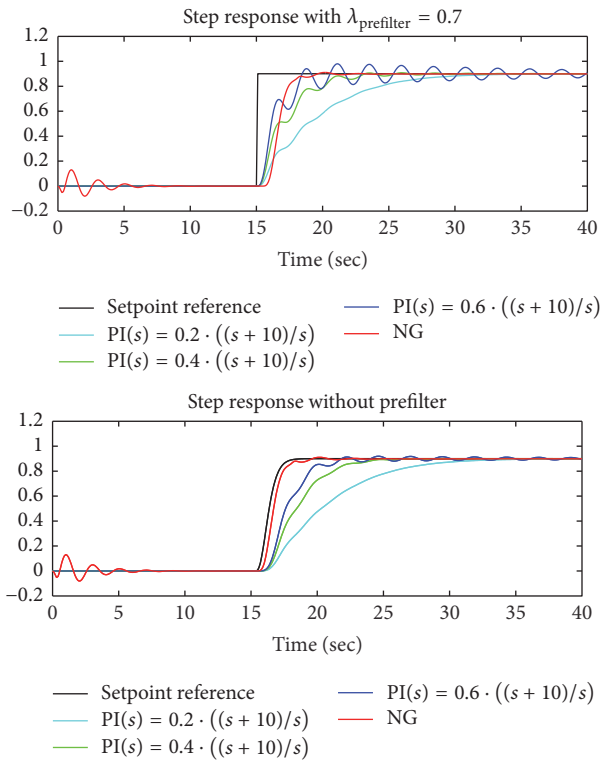 Step response with λprefilter = 0.7
1.2
1
0.8
0.6
0.4
0.2
0
−0.2
0 5 10 15 20 25 30 35 40
Time (sec)
Setpoint reference
PI(s) = 0.2 · ((s + 10)/s)
PI(s) = 0.4 · ((s + 10)/s)
PI(s) = 0.6 · ((s + 10)/s)
NG
Step response without prefilter
1.2
1
0.8
0.6
0.4
0.2
0
−0.2
0 5 10 15 20 25 30 35 40
Time (sec)
Setpoint reference
PI(s) = 0.2 · ((s + 10)/s)
PI(s) = 0.4 · ((s + 10)/s)
PI(s) = 0.6 · ((s + 10)/s)
NG